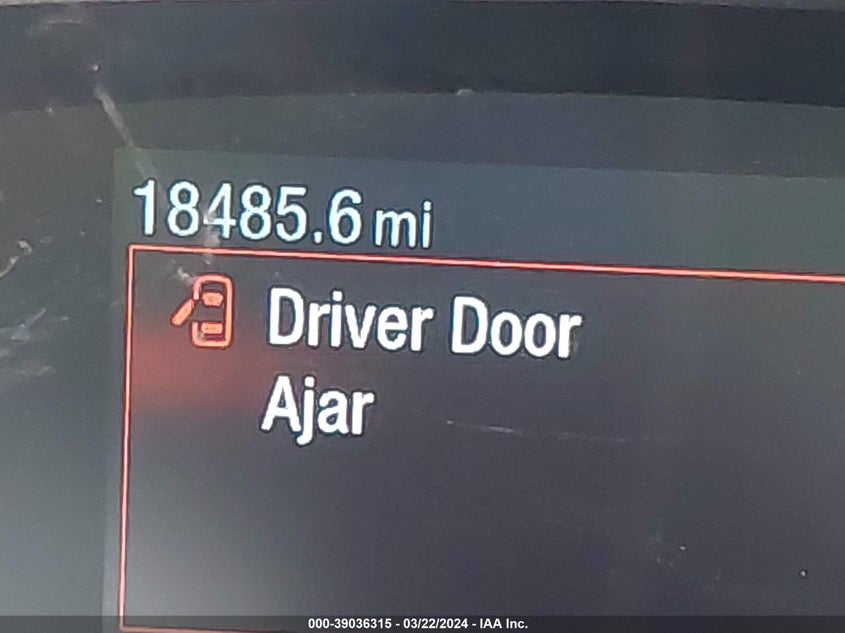 18485.6 mi
Driver Door
Ajar
000-39036315 - 03/22/2024 - IAA Inc.